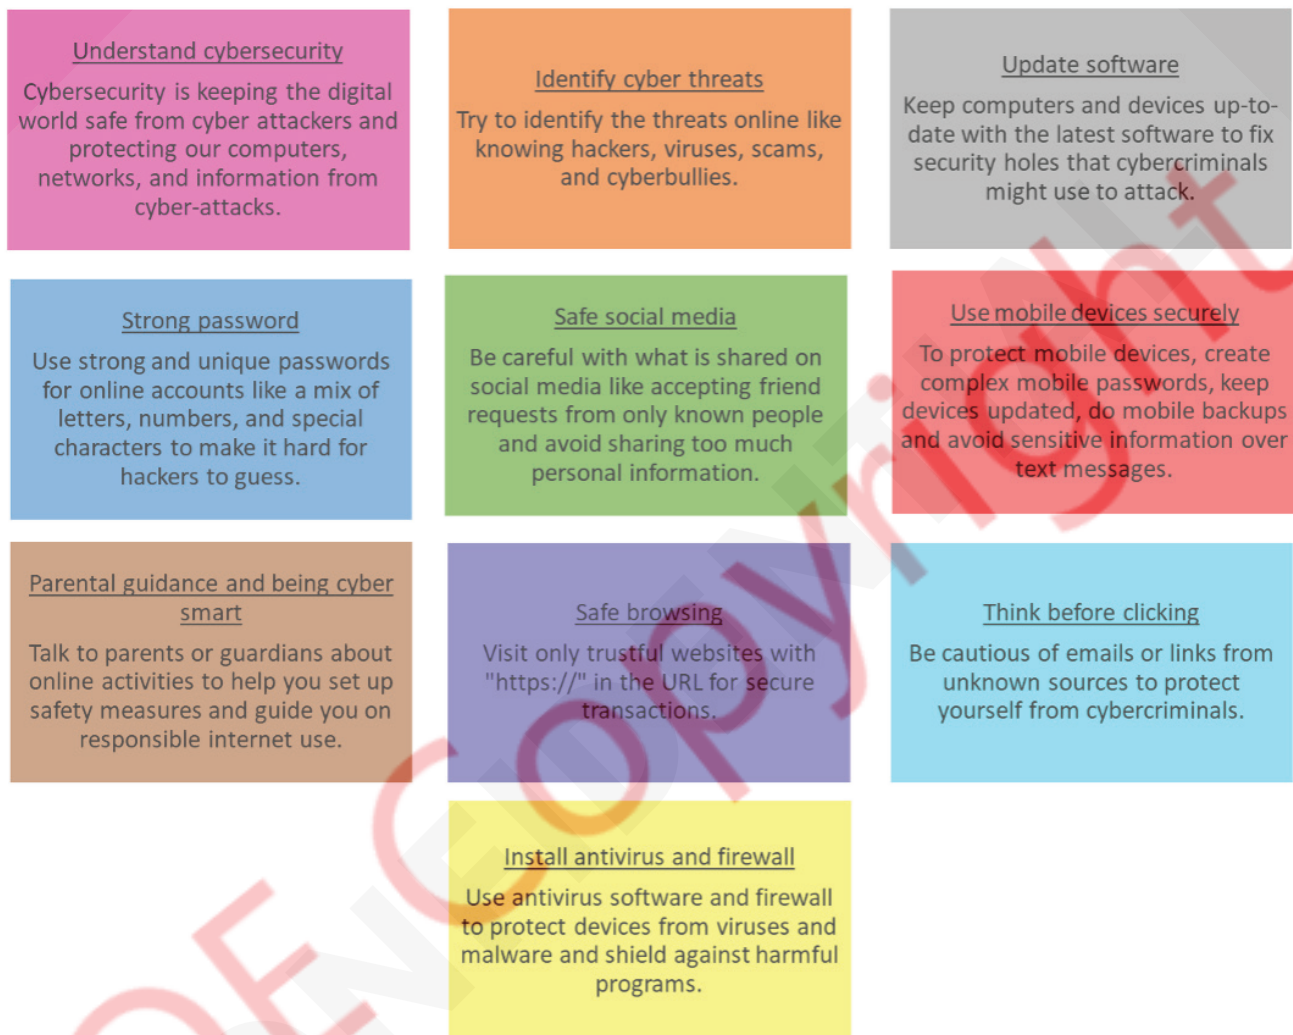 Understand cybersecurity
Cybersecurity is keeping the digital
world safe from cyber attackers and
protecting our computers,
networks, and information from
cyber-attacks.
Identify cyber threats
Try to identify the threats online like
knowing hackers, viruses, scams,
and cyberbullies.
Update software
Keep computers and devices up-to-
date with the latest software to fix
security holes that cybercriminals
might use to attack.
Strong password
Use strong and unique passwords
for online accounts like a mix of
letters, numbers, and special
characters to make it hard for
hackers to guess.
Safe social media
Be careful with what is shared on
social media like accepting friend
requests from only known people
and avoid sharing too much
personal information.
Use mobile devices securely
To protect mobile devices, create
complex mobile passwords, keep
devices updated, do mobile backups
and avoid sensitive information over
text messages.
Parental guidance and being cyber
smart
Talk to parents or guardians about
online activities to help you set up
safety measures and guide you on
responsible internet use.
Safe browsing
Visit only trustful websites with
"https://" in the URL for secure
transactions.
Think before clicking
Be cautious of emails or links from
unknown sources to protect
yourself from cybercriminals.
Install antivirus and firewall
Use antivirus software and firewall
to protect devices from viruses and
malware and shield against harmful
programs.
Copyright